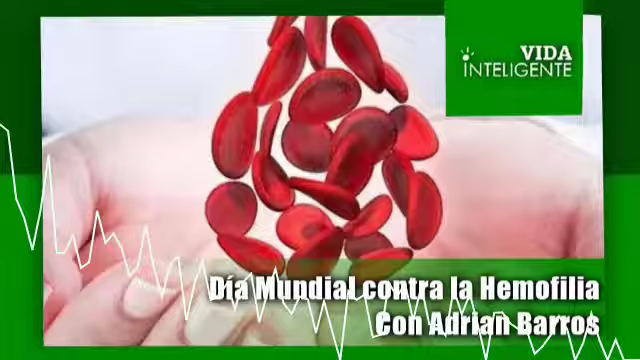 VIDA
INTELIGENTE
Día Mundial contra la Hemofilia
Con Adrian Barros